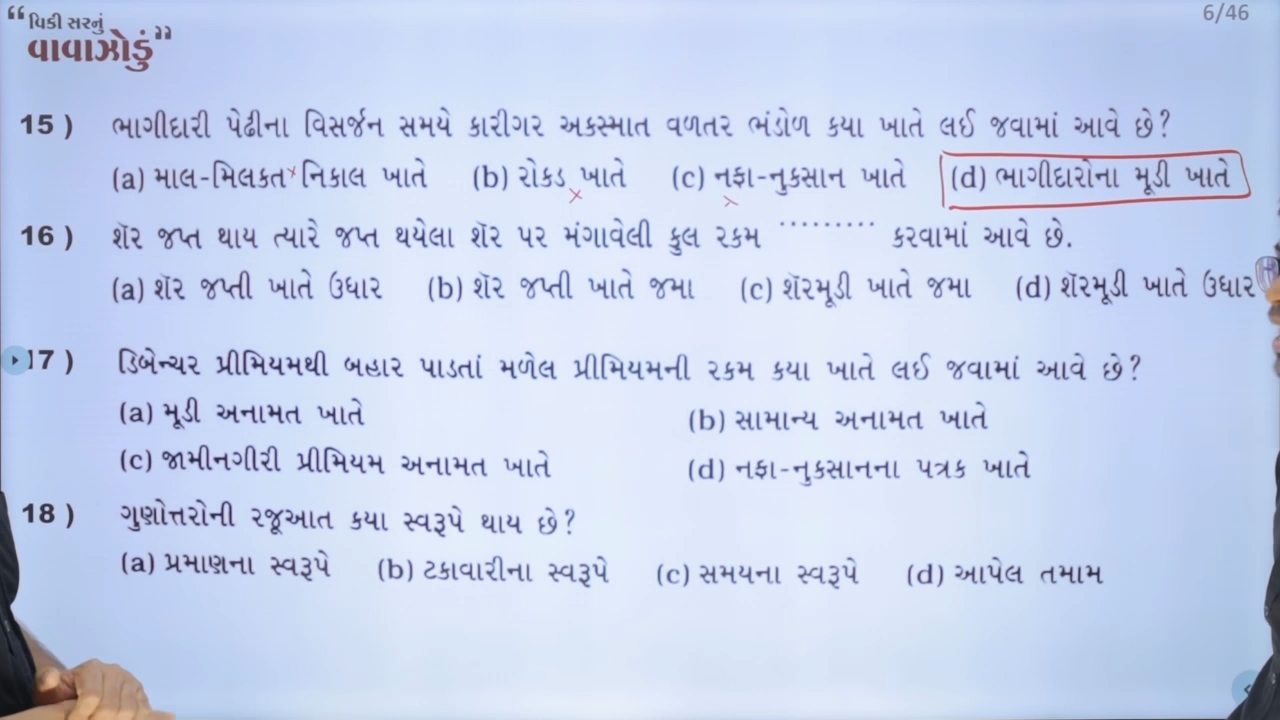 “ વિકી સરનું
વાવાઝોડું ”
6/46
15 ) ભાગીદારી પેઢીના વિસર્જન સમયે કારીગર અકસ્માત વળતર ભંડોળ કયા ખાતે લઈ જવામાં આવે છે?
(a) માલ-મિલકત નિકાલ ખાતે (b) રોકડ ખાતે (c) નફા-નુકસાન ખાતે (d) ભાગીદારોના મૂડી ખાતે
16 ) શૅર જપ્ત થાય ત્યારે જપ્ત થયેલા શૅર પર મંગાવેલી કુલ રકમ ......... કરવામાં આવે છે.
(a) શૅર જપ્તી ખાતે ઉધાર (b) શૅર જપ્તી ખાતે જમા (c) શૅરમૂડી ખાતે જમા (d) શૅરમૂડી ખાતે ઉધાર
17 ) ડિબેન્ચર પ્રીમિયમથી બહાર પાડતાં મળેલ પ્રીમિયમની રકમ કયા ખાતે લઈ જવામાં આવે છે?
(a) મૂડી અનામત ખાતે (b) સામાન્ય અનામત ખાતે
(c) જામીનગીરી પ્રીમિયમ અનામત ખાતે (d) નફા-નુકસાનના પત્રક ખાતે
18 ) ગુણોત્તરોની રજૂઆત કયા સ્વરૂપે થાય છે?
(a) પ્રમાણના સ્વરૂપે (b) ટકાવારીના સ્વરૂપે (c) સમયના સ્વરૂપે (d) આપેલ તમામ